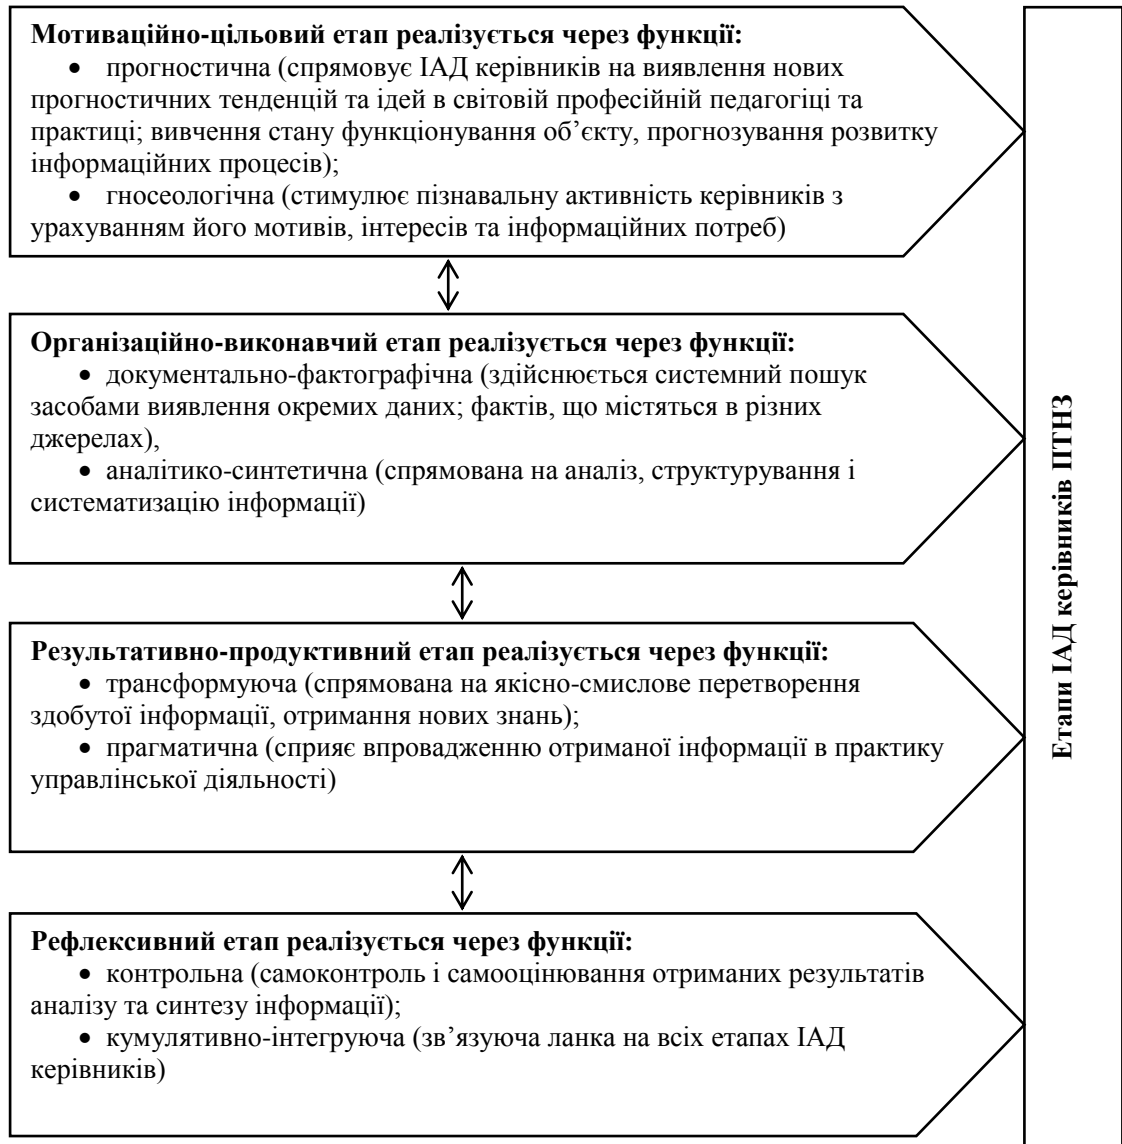 Мотиваційно-цільовий етап реалізується через функції:
• прогностична (спрямовує ІАД керівників на виявлення нових
прогностичних тенденцій та ідей в світовій професійній педагогіці та
практиці; вивчення стану функціонування об’єкту, прогнозування розвитку
інформаційних процесів);
• гносеологічна (стимулює пізнавальну активність керівників з
урахуванням його мотивів, інтересів та інформаційних потреб)
Організаційно-виконавчий етап реалізується через функції:
• документально-фактографічна (здійснюється системний пошук
засобами виявлення окремих даних; фактів, що містяться в різних
джерелах),
• аналітико-синтетична (спрямована на аналіз, структурування і
систематизацію інформації)
Результативно-продуктивний етап реалізується через функції:
• трансформуюча (спрямована на якісно-смислове перетворення
здобутої інформації, отримання нових знань);
• прагматична (сприяє впровадженню отриманої інформації в практику
управлінської діяльності)
Рефлексивний етап реалізується через функції:
• контрольна (самоконтроль і самооцінювання отриманих результатів
аналізу та синтезу інформації);
• кумулятивно-інтегруюча (зв’язуюча ланка на всіх етапах ІАД
керівників)
Етапи ІАД керівників ПТНЗ